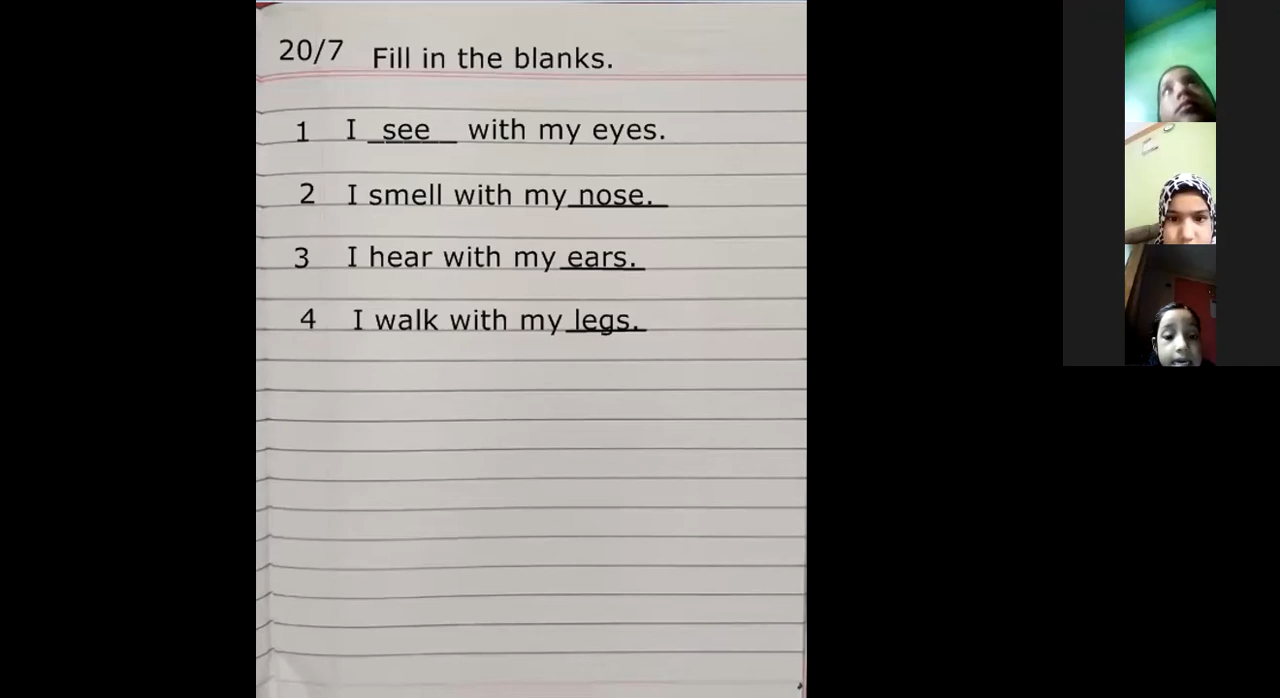 20/7 Fill in the blanks.
1 I see with my eyes.
2 I smell with my nose.
3 I hear with my ears.
4 I walk with my legs.